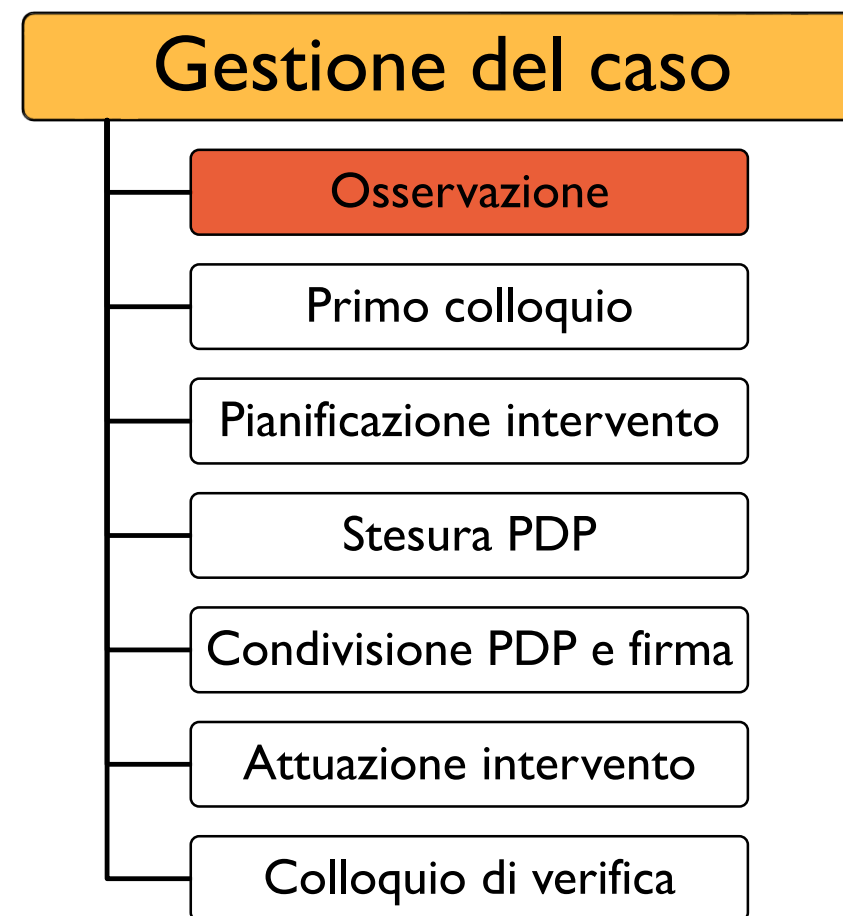 Gestione del caso
Osservazione
Primo colloquio
Pianificazione intervento
Stesura PDP
Condivisione PDP e firma
Attuazione intervento
Colloquio di verifica